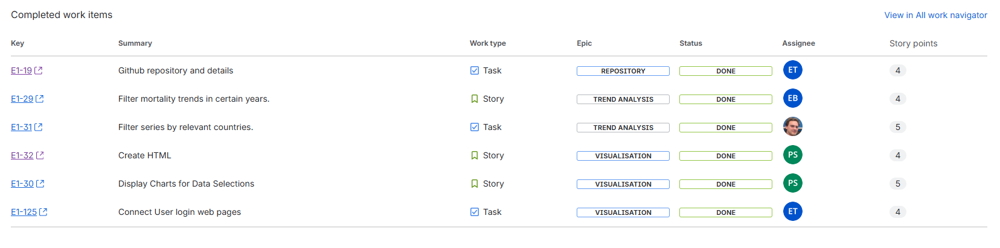 Completed work items View in All work navigator
Key Summary Work type Epic Status Assignee Story points
E1-19 Github repository and details Task REPOSITORY DONE ET 4
E1-29 Filter mortality trends in certain years. Story TREND ANALYSIS DONE EB 4
E1-31 Filter series by relevant countries. Task TREND ANALYSIS DONE 5
E1-32 Create HTML Story VISUALISATION DONE PS 4
E1-30 Display Charts for Data Selections Story VISUALISATION DONE PS 5
E1-125 Connect User login web pages Task VISUALISATION DONE ET 4